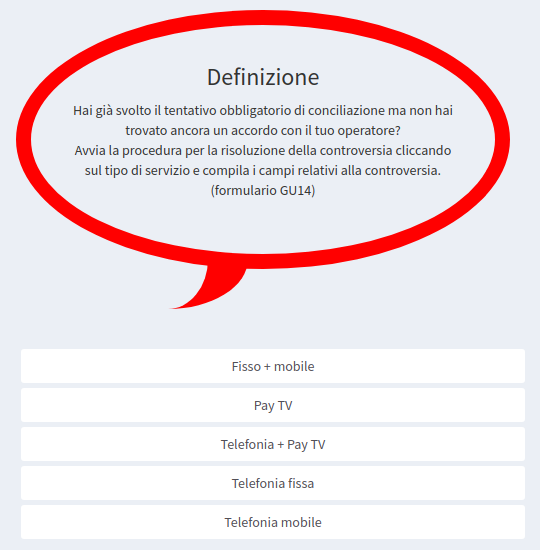 Definizione
Hai già svolto il tentativo obbligatorio di conciliazione ma non hai
trovato ancora un accordo con il tuo operatore?
Avvia la procedura per la risoluzione della controversia cliccando
sul tipo di servizio e compila i campi relativi alla controversia.
(formulario GU14)
Fisso + mobile
Pay TV
Telefonia + Pay TV
Telefonia fissa
Telefonia mobile